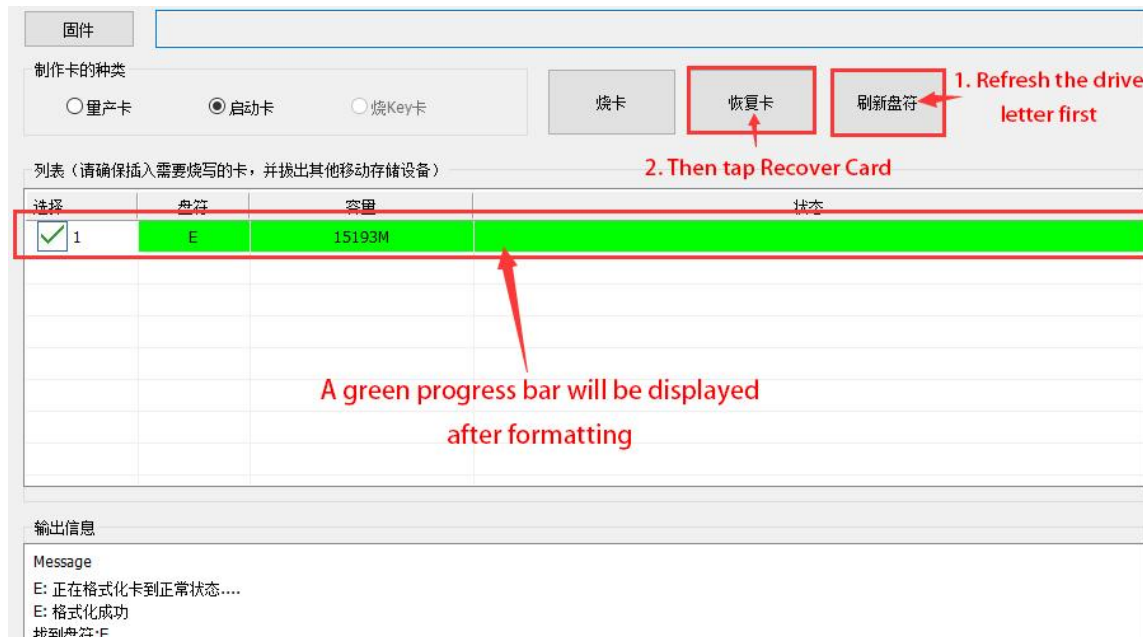 固件
制作卡的种类
量产卡 启动卡 烧Key卡 烧卡 恢复卡 刷新盘符
1. Refresh the drive
letter first
2. Then tap Recover Card
列表（请确保插入需要烧写的卡，并拔出其他移动存储设备）
选择 盘符 容量 状态
1 E 15193M
A green progress bar will be displayed
after formatting
输出信息
Message
E: 正在格式化卡到正常状态....
E: 格式化成功
找到盘符:E